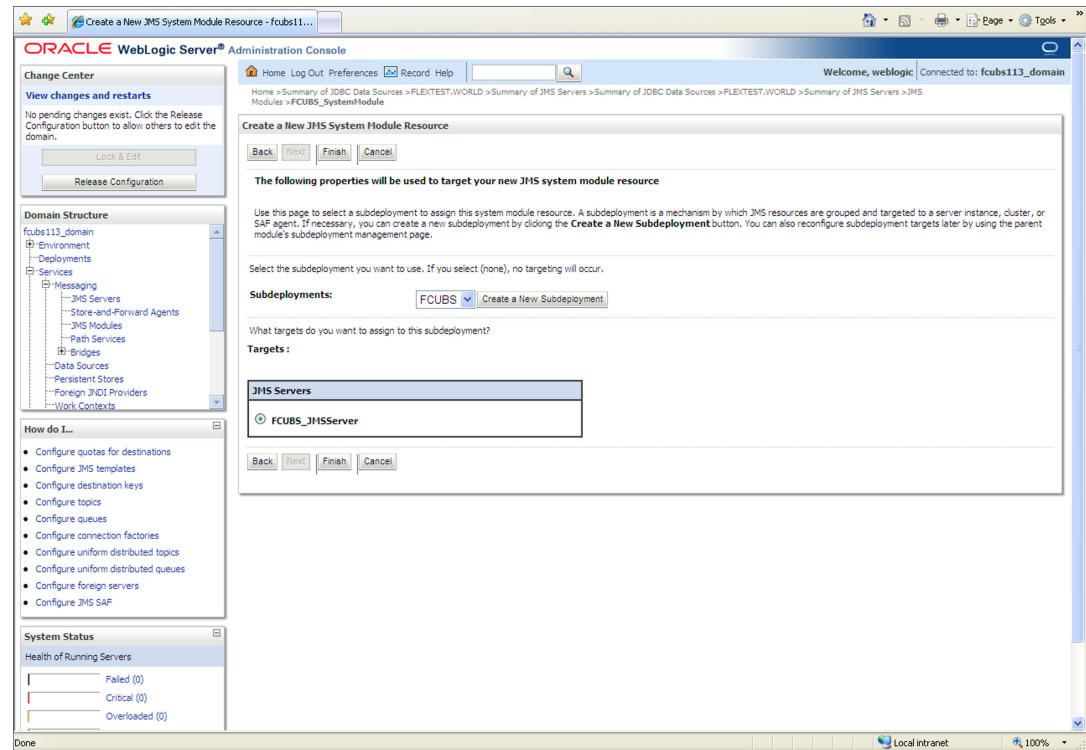 Create a New JMS System Module Resource - fcubs11...
Page
Tools
ORACLE WebLogic Server® Administration Console
Change Center
View changes and restarts
No pending changes exist. Click the Release
Configuration button to allow others to edit the
domain.
Lock & Edit
Release Configuration
Domain Structure
fcubs113_domain
Environment
Deployments
Services
Messaging
JMS Servers
Store-and-Forward Agents
JMS Modules
Path Services
Bridges
Data Sources
Persistent Stores
Foreign JNDI Providers
Work Contexts
How do I...
Configure quotas for destinations
Configure JMS templates
Configure destination keys
Configure topics
Configure queues
Configure connection factories
Configure uniform distributed topics
Configure uniform distributed queues
Configure foreign servers
Configure JMS SAF
System Status
Health of Running Servers
Failed (0)
Critical (0)
Overloaded (0)
Home Log Out Preferences Record Help
Welcome, weblogic Connected to: fcubs113_domain
Home >Summary of JDBC Data Sources >FLEXTEST.WORLD >Summary of JMS Servers >Summary of JDBC Data Sources >FLEXTEST.WORLD >Summary of JMS Servers >JMS
Modules >FCUBS_SystemModule
Create a New JMS System Module Resource
Back Next Finish Cancel
The following properties will be used to target your new JMS system module resource
Use this page to select a subdeployment to assign this system module resource. A subdeployment is a mechanism by which JMS resources are grouped and targeted to a server instance, cluster, or
SAF agent. If necessary, you can create a new subdeployment by clicking the Create a New Subdeployment button. You can also reconfigure subdeployment targets later by using the parent
module's subdeployment management page.
Select the subdeployment you want to use. If you select (none), no targeting will occur.
Subdeployments: FCUBS Create a New Subdeployment
What targets do you want to assign to this subdeployment?
Targets :
JMS Servers
FCUBS_JMSServer
Back Next Finish Cancel
Done
Local intranet
100%